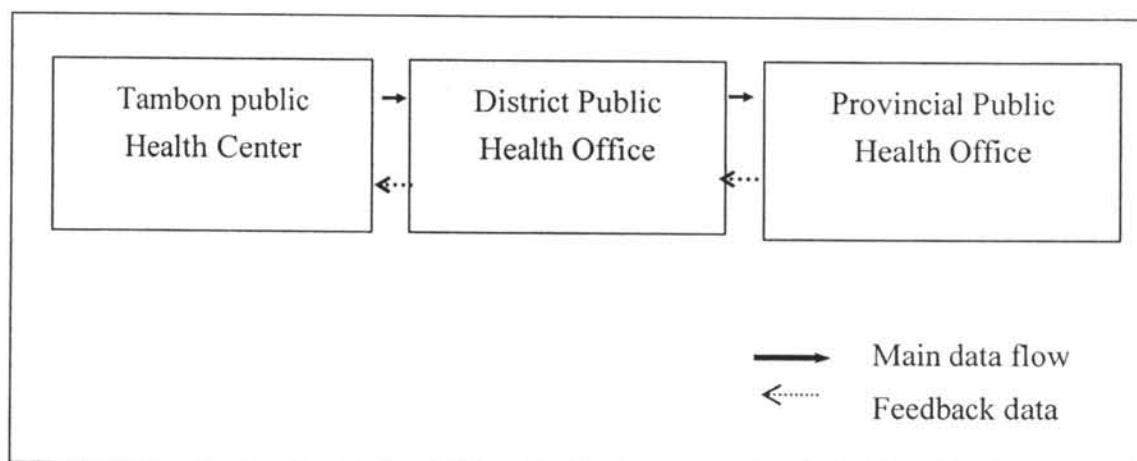 Tambon public
Health Center
District Public
Health Office
Provincial Public
Health Office
Main data flow
Feedback data